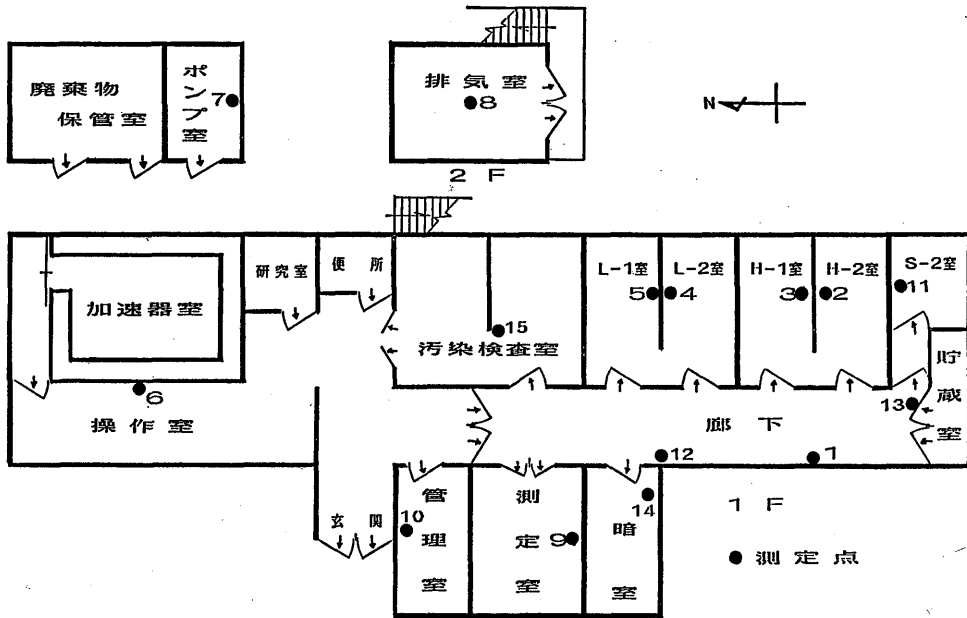 廃棄物
保管室
ポンプ室
7
排気室
8
N
2 F
加速器室
研究室
便所
L-1室
L-2室
H-1室
H-2室
S-2室
5
4
3
2
11
15
汚染検査室
貯蔵室
6
操作室
廊下
13
12
1
玄関
管理室
10
測定室
9
暗室
14
1 F
● 測定点